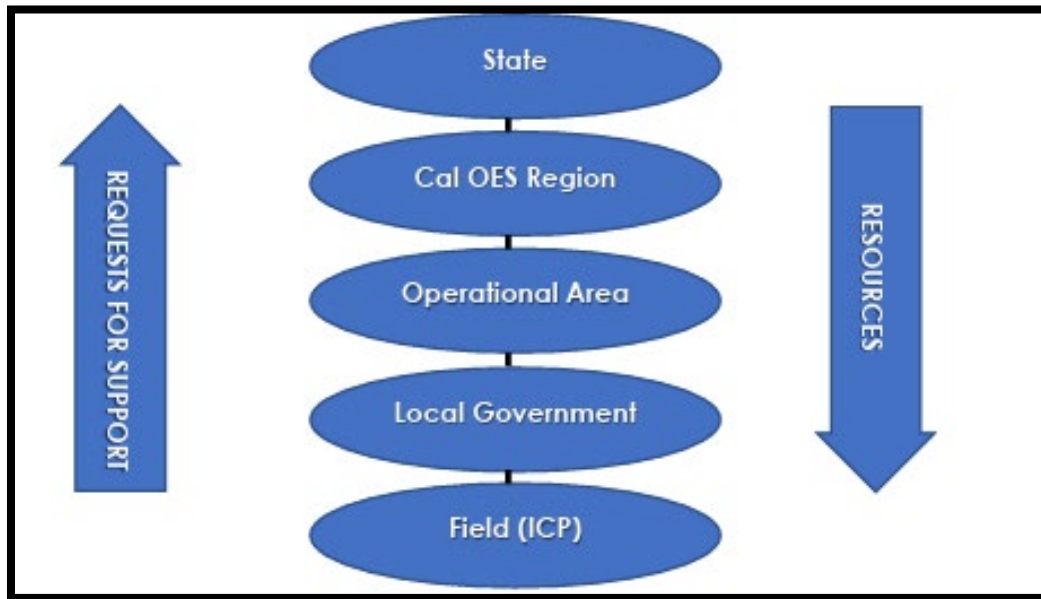 State
Cal OES Region
Operational Area
Local Government
Field (ICP)
REQUESTS FOR SUPPORT
RESOURCES